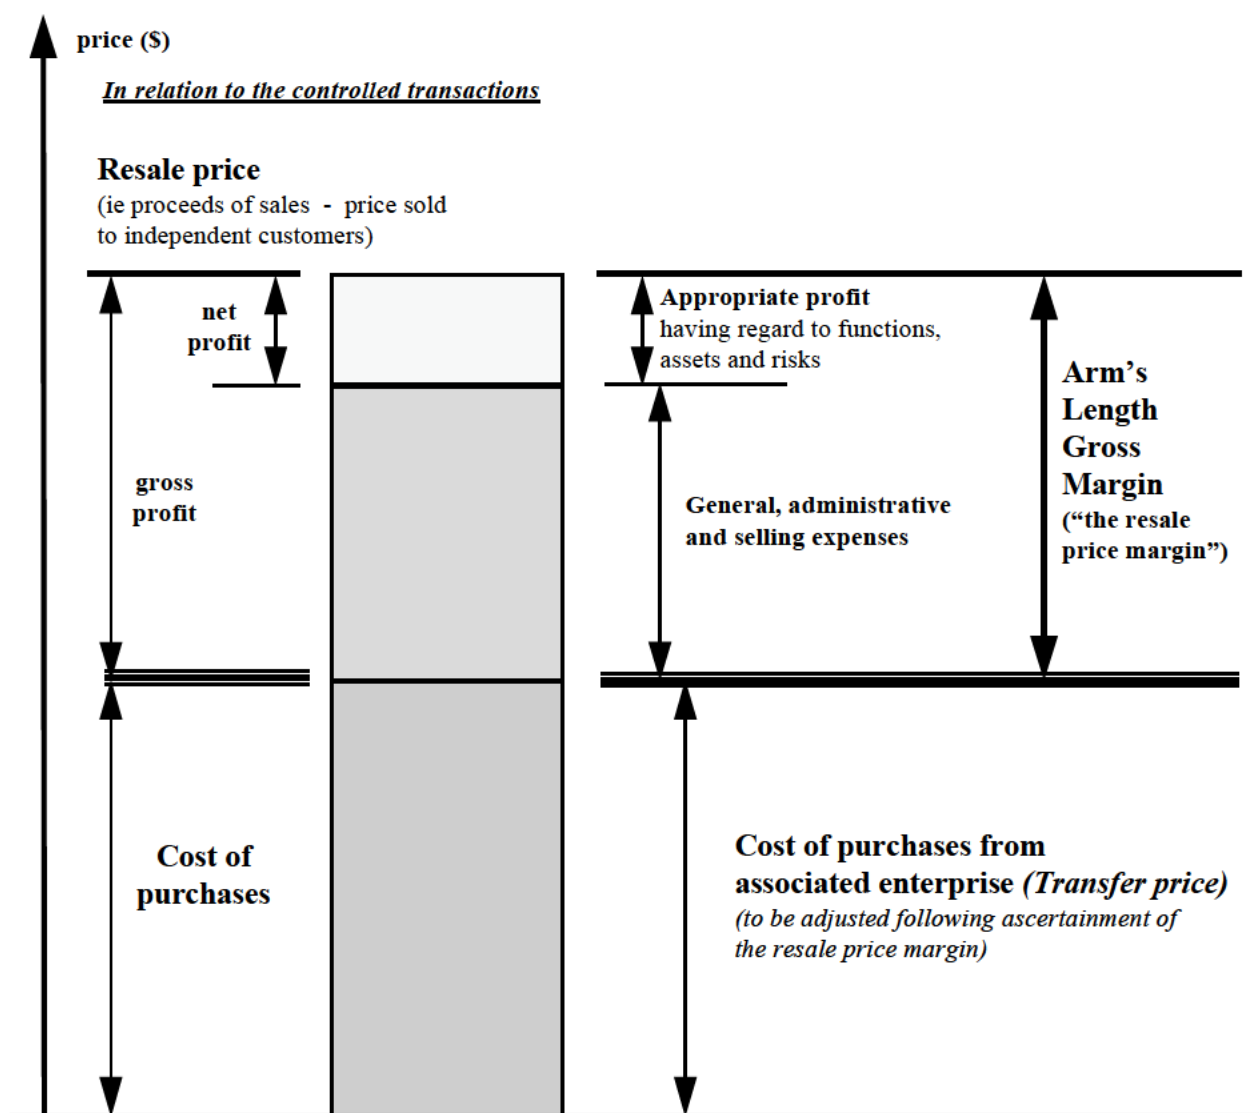 price ($)
In relation to the controlled transactions
Resale price
(ie proceeds of sales - price sold
to independent customers)
net
profit
gross
profit
Cost of
purchases
Appropriate profit
having regard to functions,
assets and risks
General, administrative
and selling expenses
Arm’s
Length
Gross
Margin
(“the resale
price margin”)
Cost of purchases from
associated enterprise (Transfer price)
(to be adjusted following ascertainment of
the resale price margin)